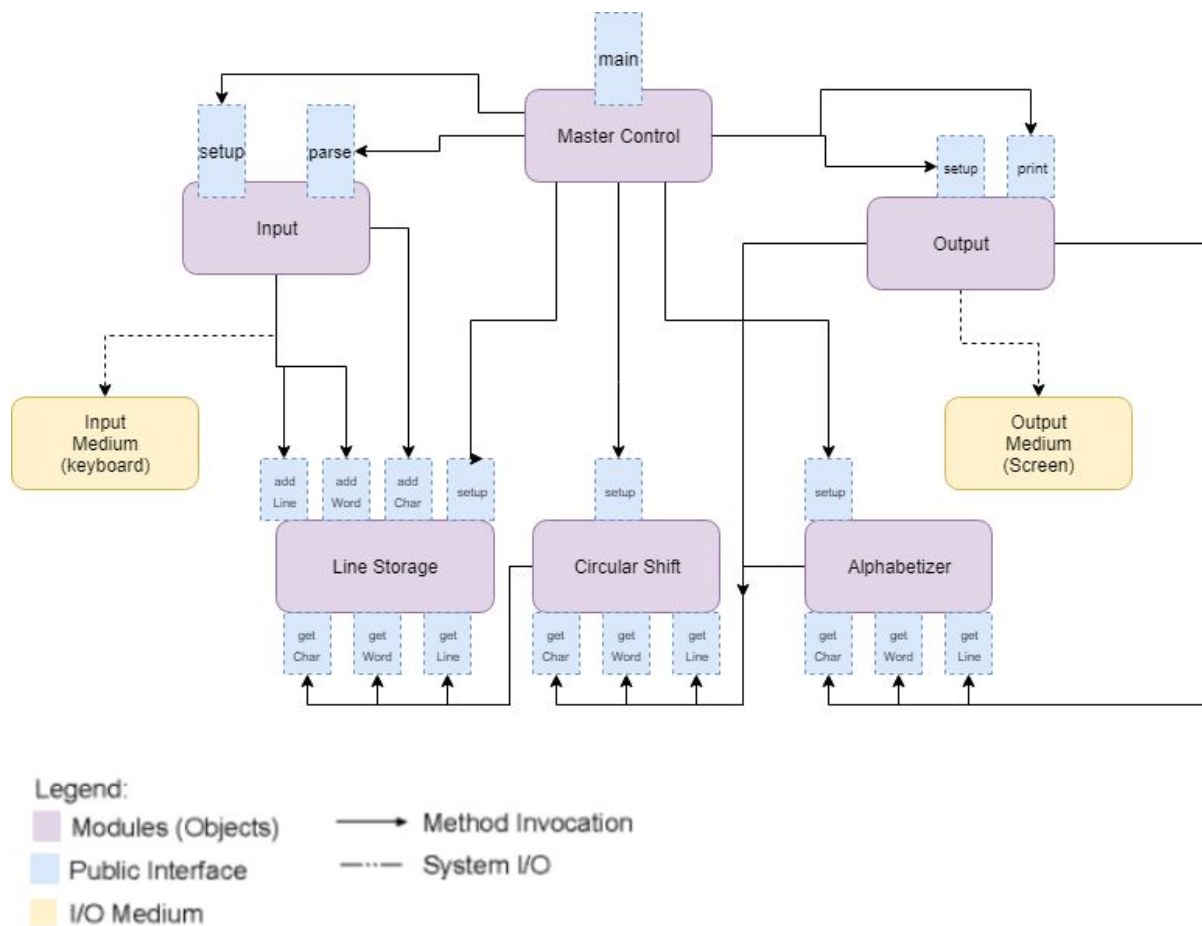 main
Master Control
setup
parse
setup
print
Input
Output
Input
Medium
(keyboard)
Output
Medium
(Screen)
add
Line
add
Word
add
Char
setup
setup
setup
Line Storage
Circular Shift
Alphabetizer
get
Char
get
Word
get
Line
get
Char
get
Word
get
Line
get
Char
get
Word
get
Line
Legend:
Modules (Objects)
Method Invocation
Public Interface
System I/O
I/O Medium